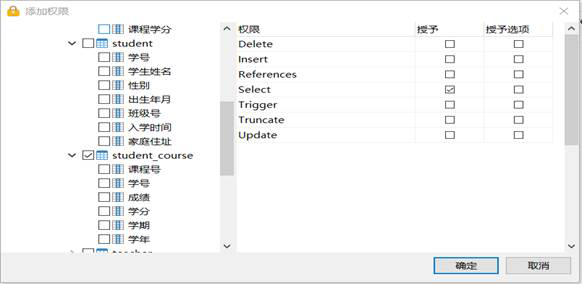 添加权限
课程学分
student
学号
学生姓名
性别
出生年月
班级号
入学时间
家庭住址
student_course
课程号
学号
成绩
学分
学期
学年
权限 授予 授予选项
Delete
Insert
References
Select
Trigger
Truncate
Update
确定 取消